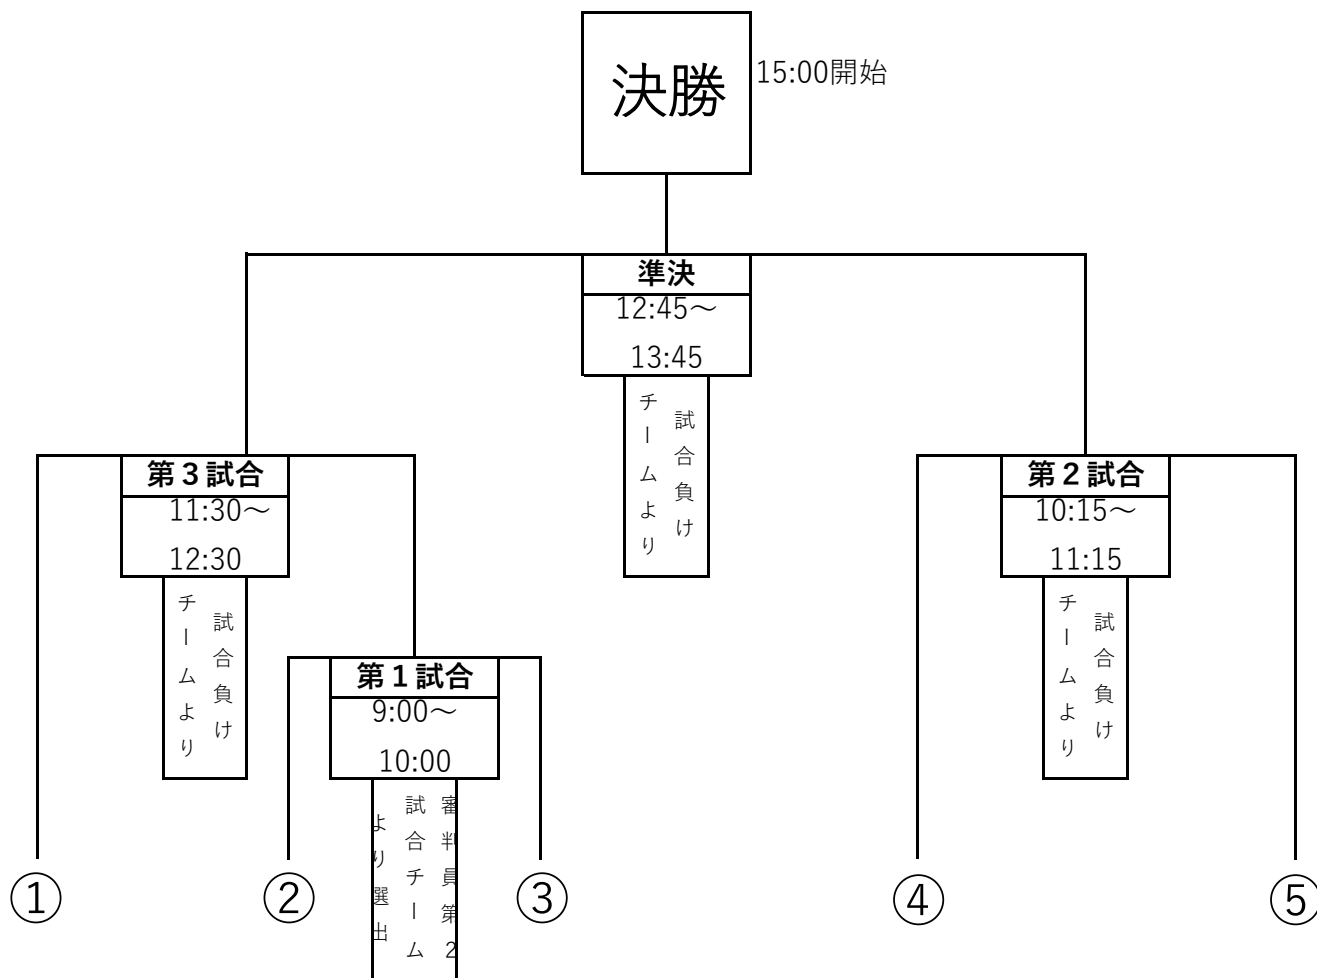 決勝
15:00開始
準決
12:45～
13:45
試合負け
チームより
第３試合
11:30～
12:30
試合負け
チームより
第２試合
10:15～
11:15
試合負け
チームより
第１試合
9:00～
10:00
審判員第2
試合チーム
より選出
①
②
③
④
⑤